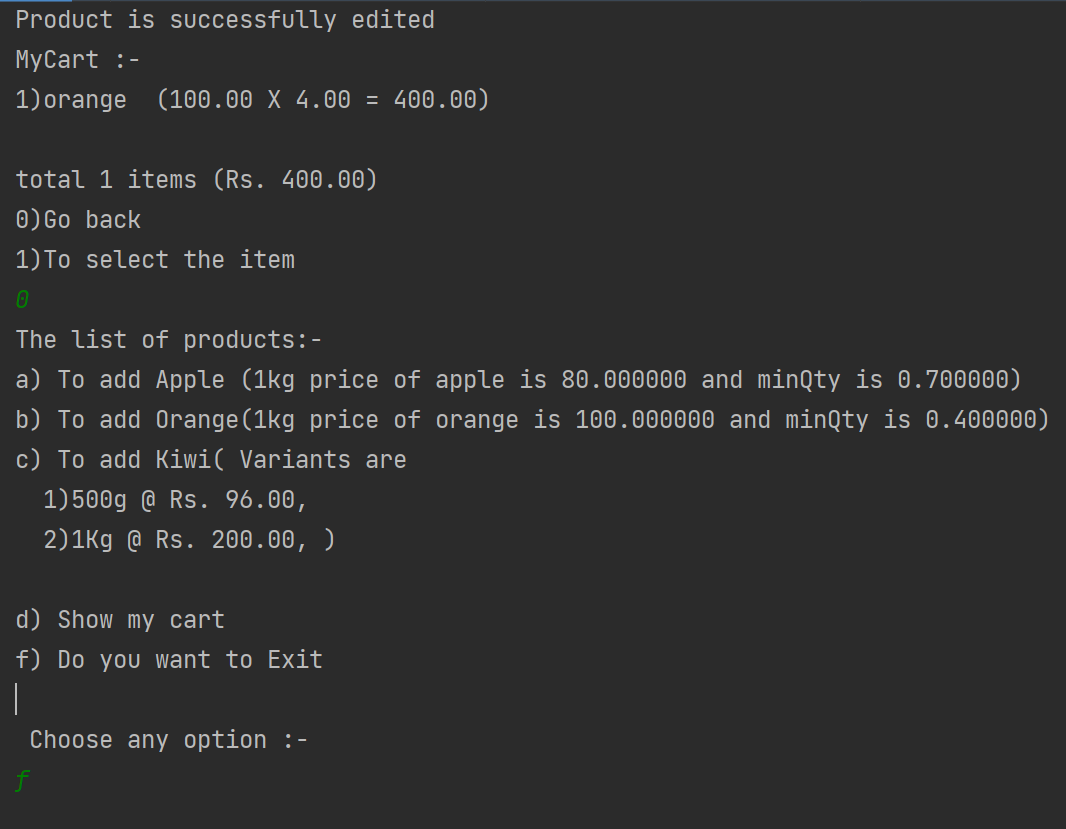 Product is successfully edited
MyCart :-
1)orange  (100.00 X 4.00 = 400.00)
total 1 items (Rs. 400.00)
0)Go back
1)To select the item
0
The list of products:-
a) To add Apple (1kg price of apple is 80.000000 and minQty is 0.700000)
b) To add Orange(1kg price of orange is 100.000000 and minQty is 0.400000)
c) To add Kiwi( Variants are
  1)500g @ Rs. 96.00,
  2)1Kg @ Rs. 200.00, )
d) Show my cart
f) Do you want to Exit
 Choose any option :-
f